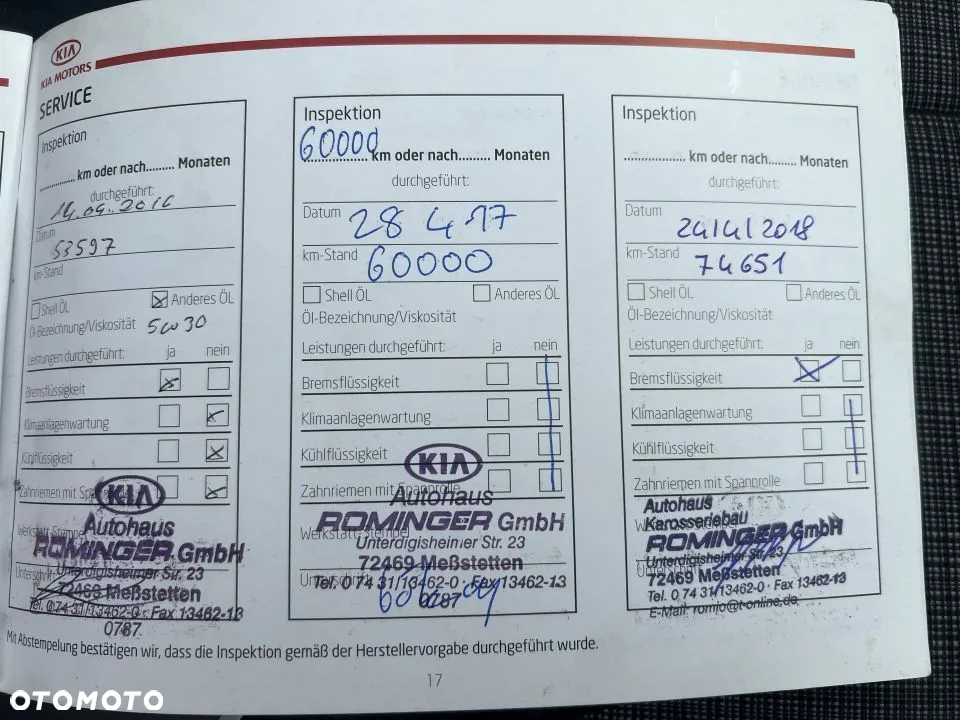 KIA
KIA MOTORS
SERVICE
Inspektion
.............. km oder nach......... Monaten
durchgeführt:
14.04.2016
Datum
53597
km-Stand
Shell ÖL Anderes ÖL
Öl-Bezeichnung/Viskosität 5W30
Leistungen durchgeführt: ja nein
Bremsflüssigkeit
Klimaanlagenwartung
Kühlflüssigkeit
Zahnriemen mit Spannrolle
KIA
Autohaus
Werkstatt-Stempel
ROMINGER GmbH
Unterdigisheimer Str. 23
Unterschrift
72469 Meßstetten
Tel. 0 74 31/13462-0 · Fax 13462-13
0787
Inspektion
60000
.............. km oder nach......... Monaten
durchgeführt:
Datum 28 4 17
km-Stand 60000
Shell ÖL Anderes ÖL
Öl-Bezeichnung/Viskosität
Leistungen durchgeführt: ja nein
Bremsflüssigkeit
Klimaanlagenwartung
Kühlflüssigkeit
KIA
Zahnriemen mit Spannrolle
Autohaus
ROMINGER GmbH
Werkstatt-Stempel
Unterdigisheimer Str. 23
72469 Meßstetten
Unterschrift
Tel. 0 74 31/13462-0 · Fax 13462-13
0787
Inspektion
................. km oder nach......... Monaten
durchgeführt:
Datum
24/4/2018
km-Stand 74651
Shell ÖL Anderes ÖL
Öl-Bezeichnung/Viskosität
Leistungen durchgeführt: ja nein
Bremsflüssigkeit
Klimaanlagenwartung
Kühlflüssigkeit
Zahnriemen mit Spannrolle
Autohaus
Karosseriebau
ROMINGER GmbH
Unterdigisheimer Str. 23
72469 Meßstetten
Tel. 0 74 31/13462-0 · Fax 13462-13
E-Mail: romjo@t-online.de
Mit Abstempelung bestätigen wir, dass die Inspektion gemäß der Herstellervorgabe durchgeführt wurde.
17
OTOMOTO